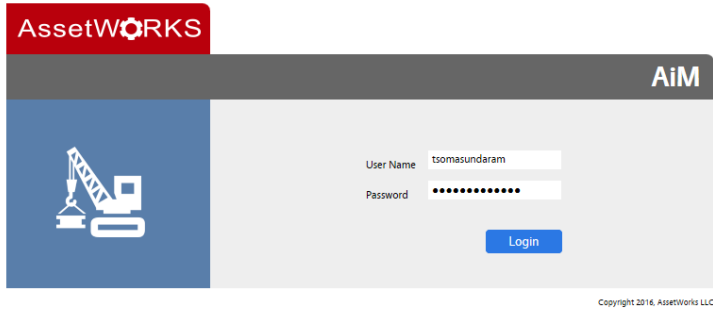 AssetWORKS
AiM
User Name tsomasundaram
Password •••••••••••••
Login
Copyright 2016, AssetWorks LLC